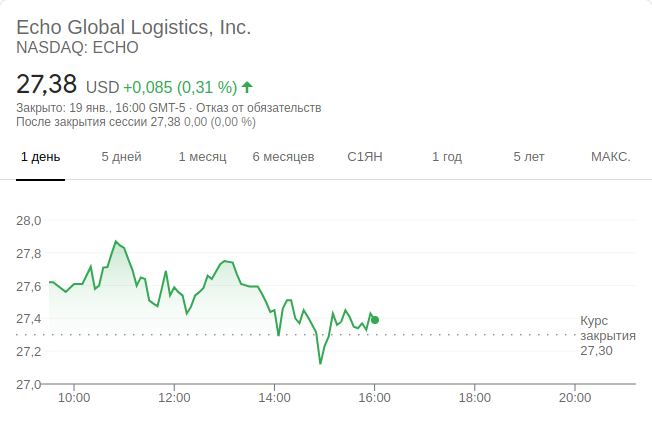 Echo Global Logistics, Inc.
NASDAQ: ECHO
27,38 USD +0,085 (0,31 %)
Закрыто: 19 янв., 16:00 GMT-5 · Отказ от обязательств
После закрытия сессии 27,38 0,00 (0,00 %)
1 день 5 дней 1 месяц 6 месяцев С1ЯН 1 год 5 лет МАКС.
28,0
27,8
27,6
27,4
27,2
27,0
Курс
закрытия
27,30
10:00 12:00 14:00 16:00 18:00 20:00